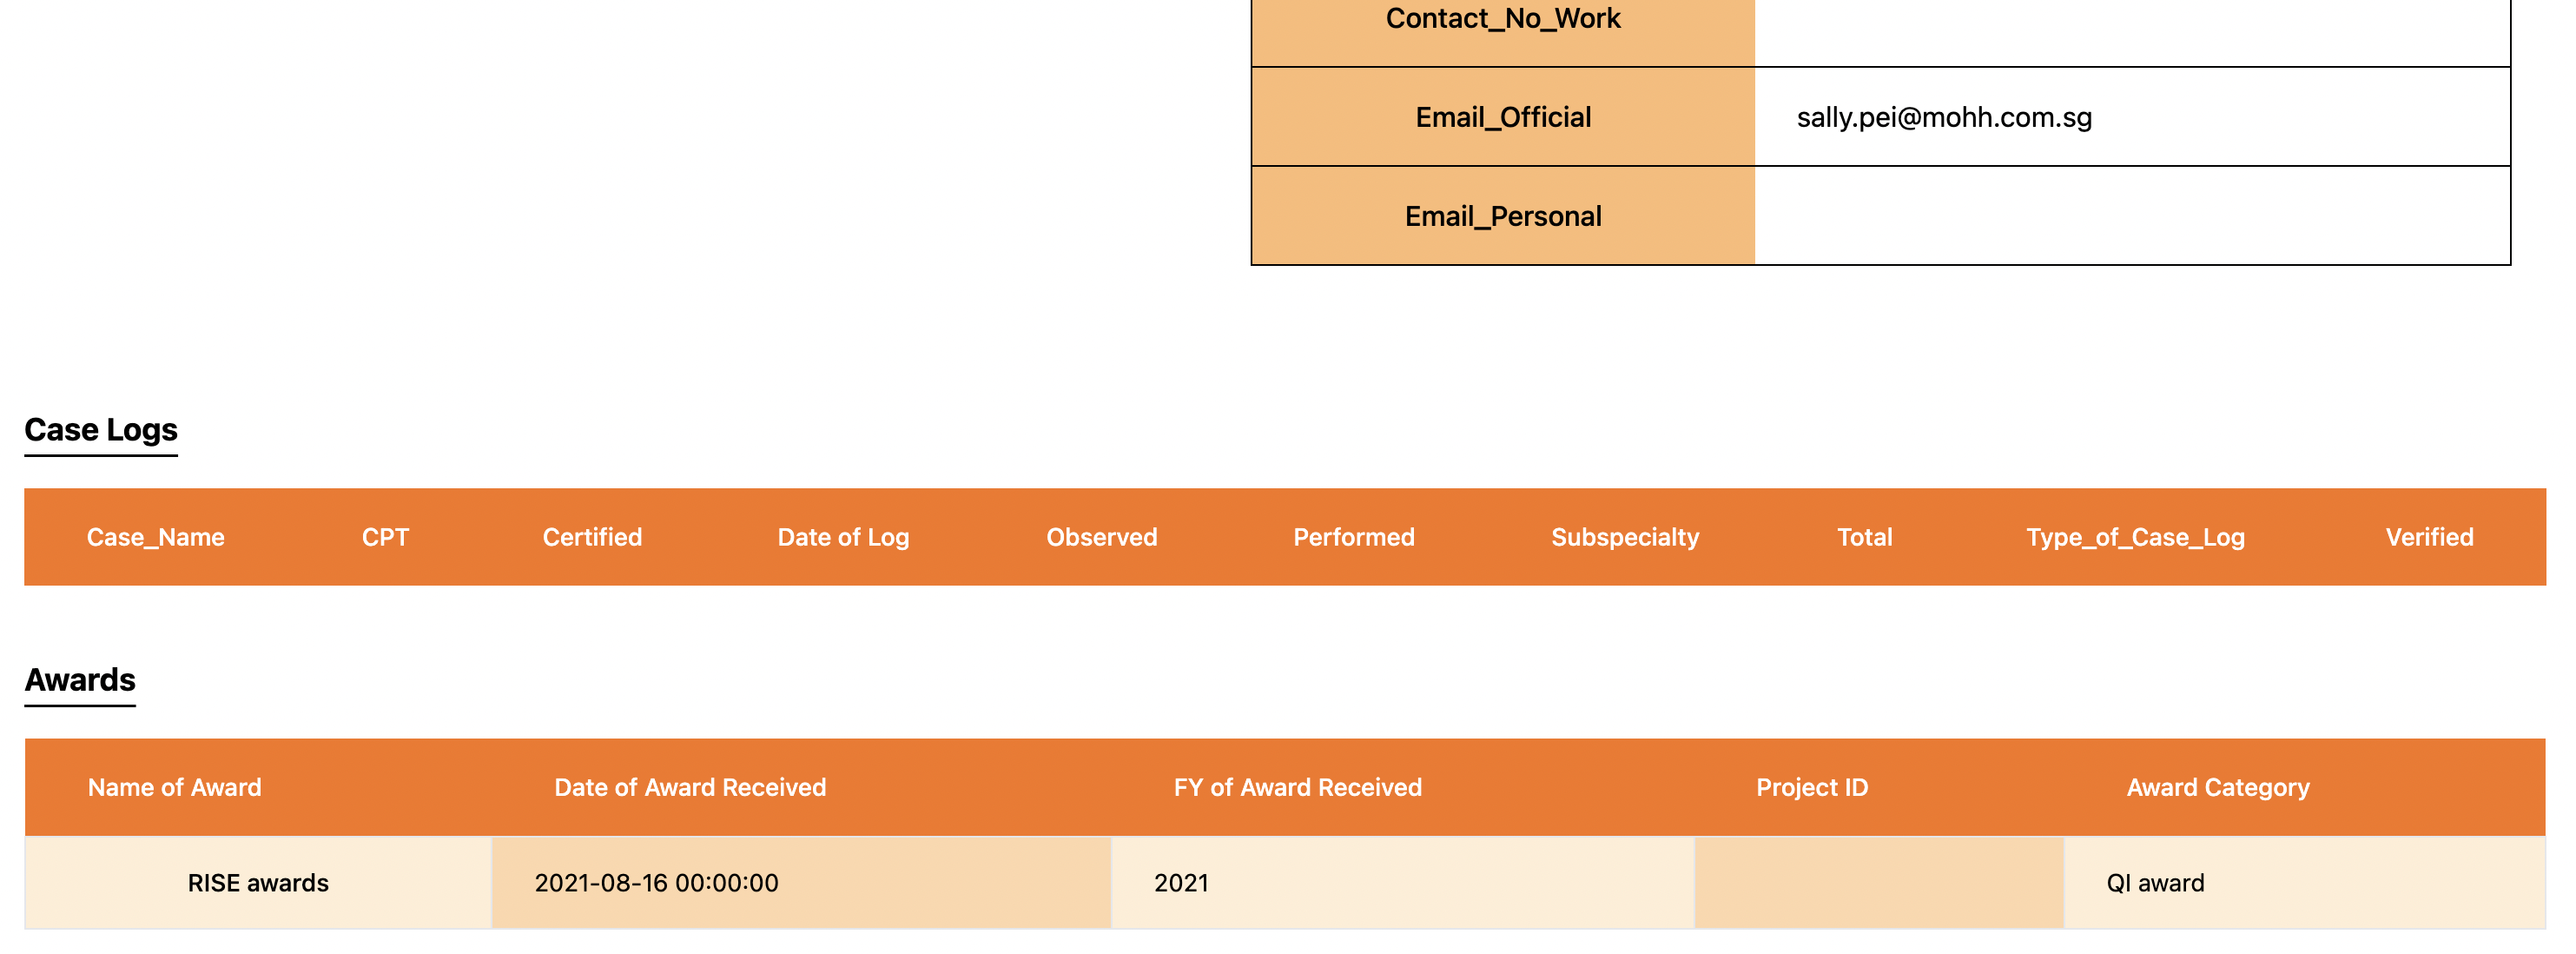 Contact_No_Work
Email_Official sally.pei@mohh.com.sg
Email_Personal
Case Logs
Case_Name CPT Certified Date of Log Observed Performed Subspecialty Total Type_of_Case_Log Verified
Awards
Name of Award Date of Award Received FY of Award Received Project ID Award Category
RISE awards 2021-08-16 00:00:00 2021 QI award